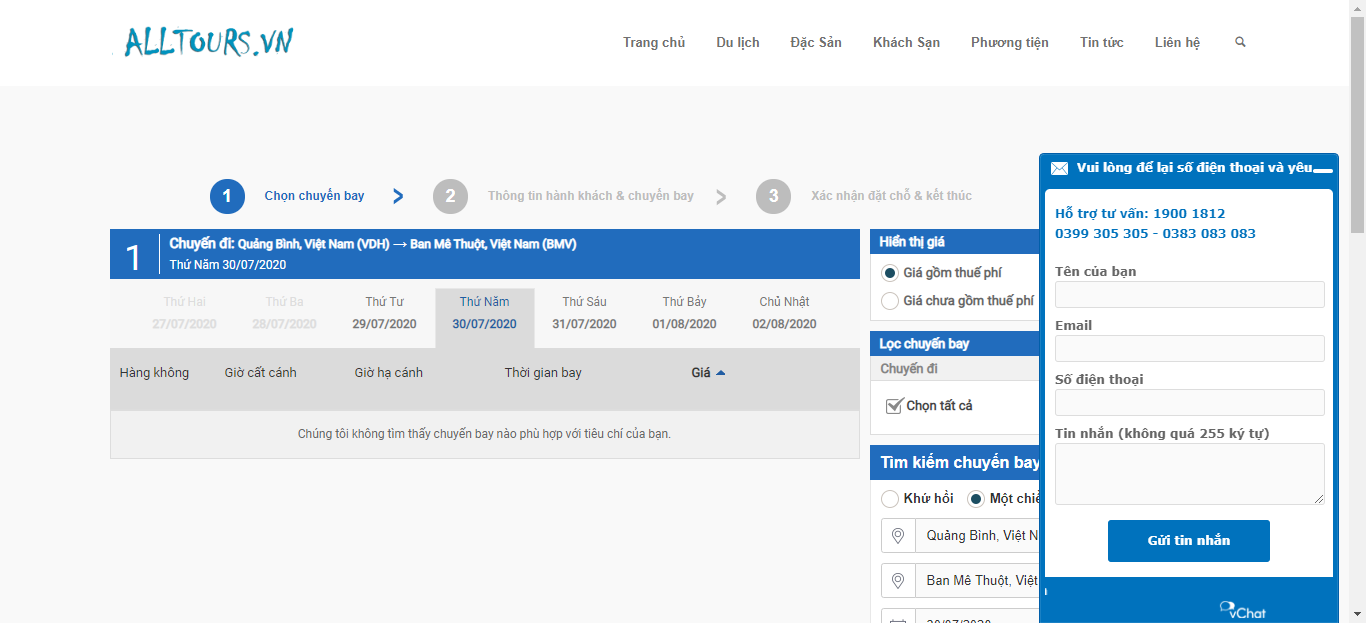 ALLTOURS.VN
Trang chủ Du lịch Đặc Sản Khách Sạn Phương tiện Tin tức Liên hệ
1 Chọn chuyến bay 2 Thông tin hành khách & chuyến bay 3 Xác nhận đặt chỗ & kết thúc
1
Chuyến đi: Quảng Bình, Việt Nam (VDH) → Ban Mê Thuột, Việt Nam (BMV)
Thứ Năm 30/07/2020
Thứ Hai Thứ Ba Thứ Tư Thứ Năm Thứ Sáu Thứ Bảy Chủ Nhật
27/07/2020 28/07/2020 29/07/2020 30/07/2020 31/07/2020 01/08/2020 02/08/2020
Hàng không Giờ cất cánh Giờ hạ cánh Thời gian bay Giá
Chúng tôi không tìm thấy chuyến bay nào phù hợp với tiêu chí của bạn.
Hiển thị giá
Giá gồm thuế phí
Giá chưa gồm thuế phí
Lọc chuyến bay
Chuyến đi
Chọn tất cả
Tìm kiếm chuyến bay
Khứ hồi Một
Quảng Bình, Việt
Ban Mê Thuột, Việt
Vui lòng để lại số điện thoại và yêu
Hỗ trợ tư vấn: 1900 1812
0399 305 305 - 0383 083 083
Tên của bạn
Email
Số điện thoại
Tin nhắn (không quá 255 ký tự)
Gửi tin nhắn
vChat